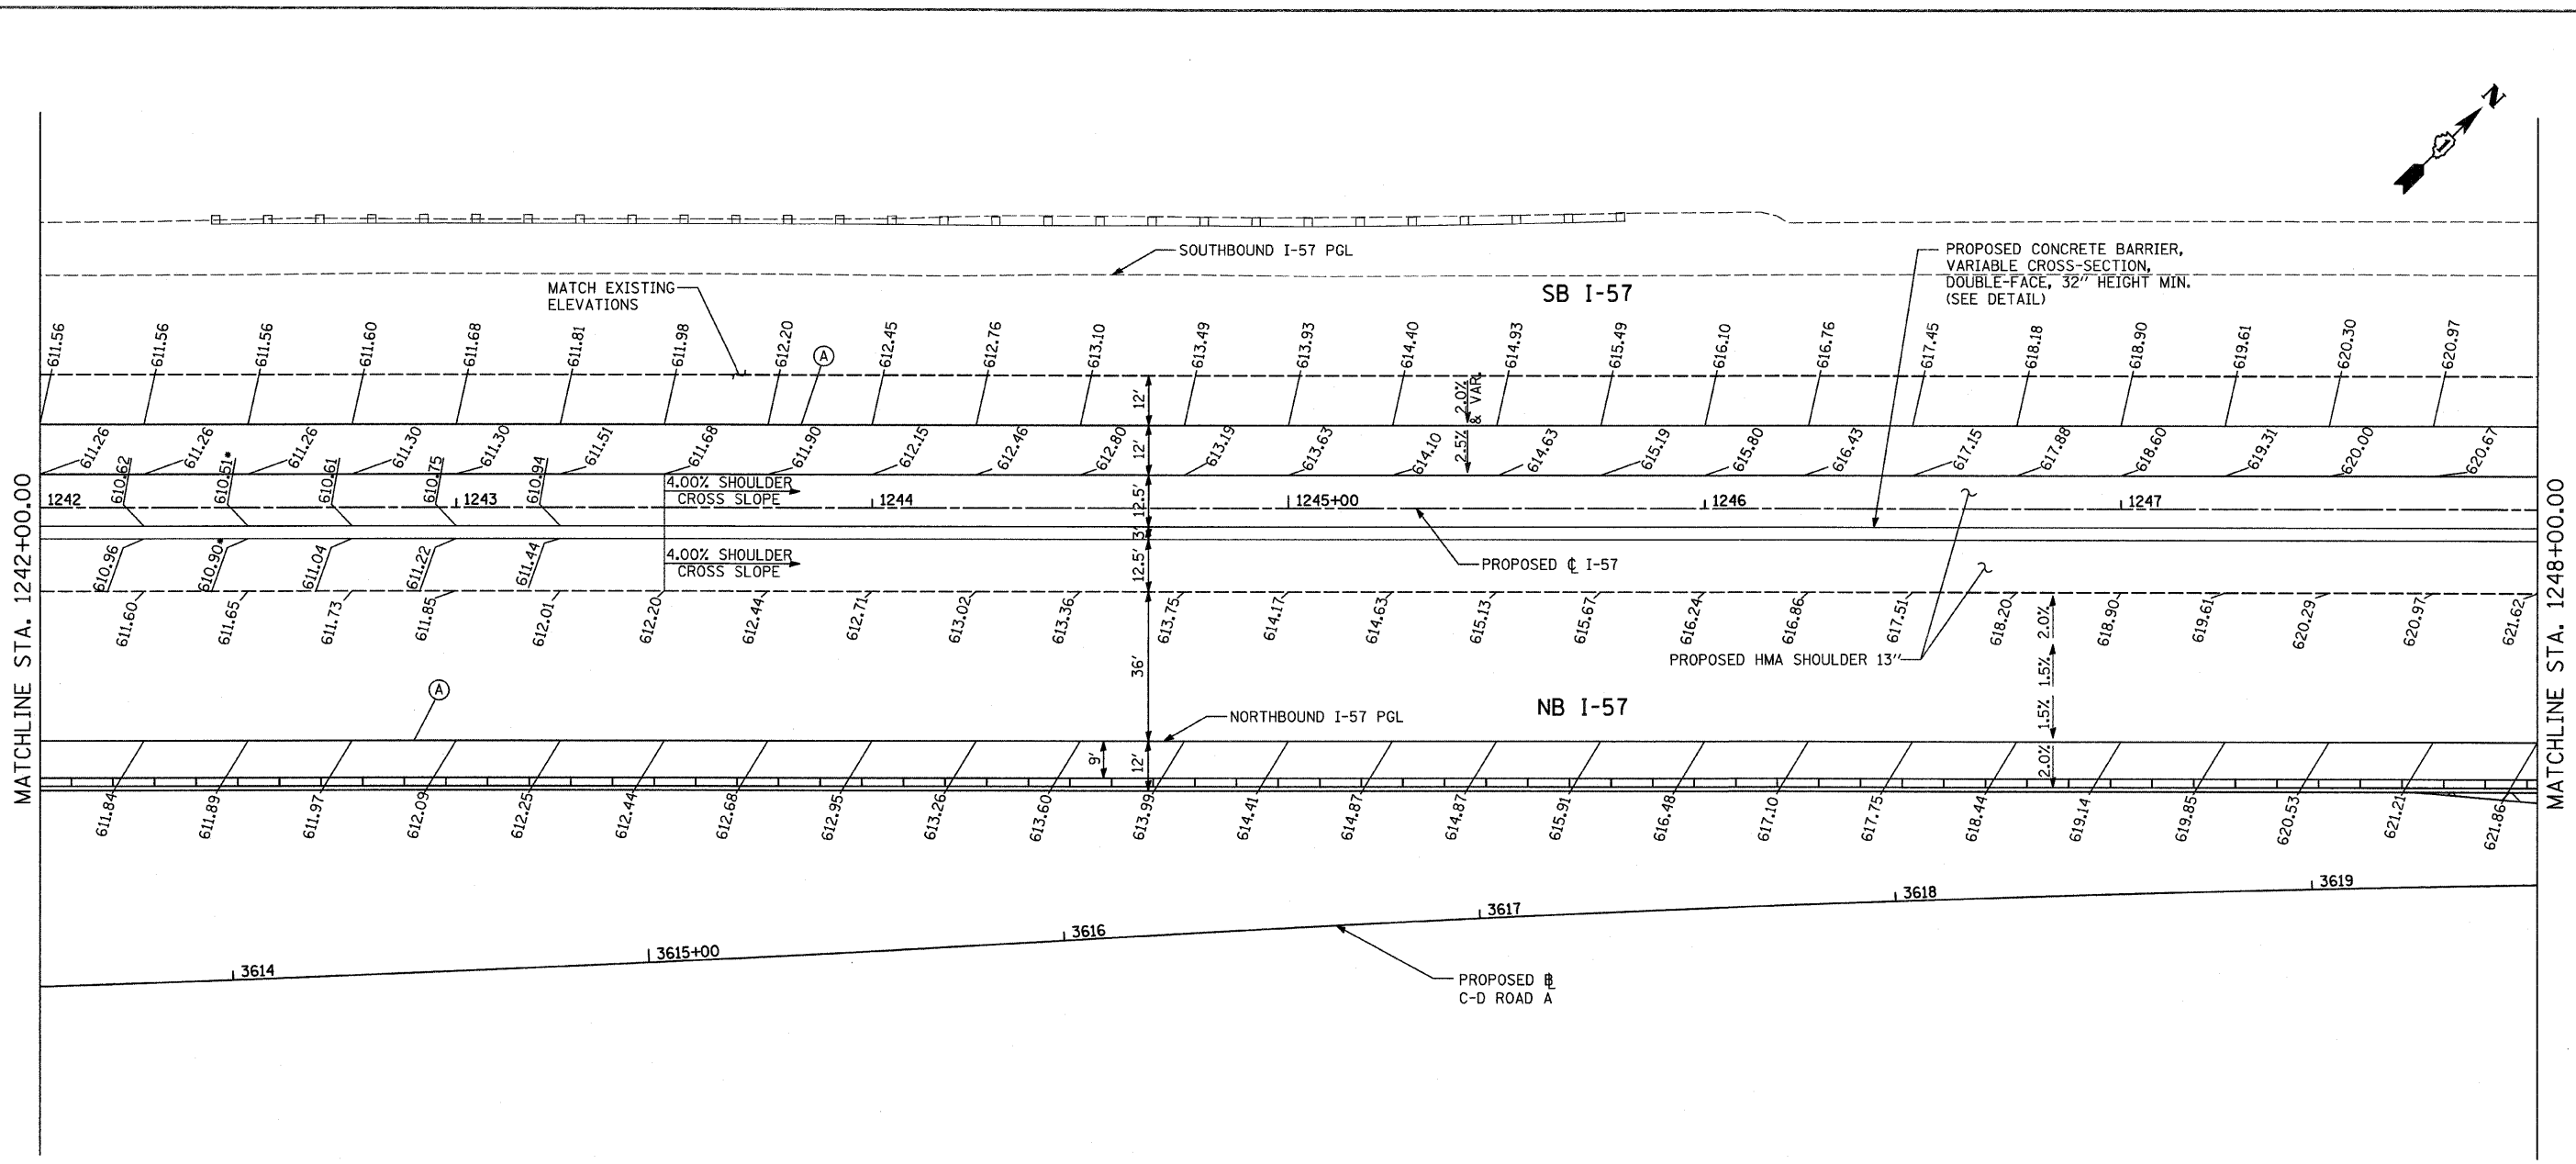 N
1
SOUTHBOUND I-57 PGL
PROPOSED CONCRETE BARRIER,
VARIABLE CROSS-SECTION,
DOUBLE-FACE, 32" HEIGHT MIN.
(SEE DETAIL)
MATCH EXISTING
ELEVATIONS
SB I-57
611.56 611.56 611.56 611.60 611.68 611.81 611.98 612.20 612.45 612.76 613.10 613.49 613.93 614.40 614.93 615.49 616.10 616.76 617.45 618.18 618.90 619.61 620.30 620.97
A
12' 2.0% & VAR.
611.26 611.26 611.26 611.30 611.30 611.51 611.68 611.90 612.15 612.46 612.80 613.19 613.63 614.10 614.63 615.19 615.80 616.43 617.15 617.88 618.60 619.31 620.00 620.67
12' 2.5%
610.62 610.51* 610.61 610.75 610.94
4.00% SHOULDER
CROSS SLOPE
1242 1243 1244 1245+00 1246 1247
12.5'
3'
12.5'
610.96 610.90* 611.04 611.22 611.44
4.00% SHOULDER
CROSS SLOPE
PROPOSED ℄ I-57
611.60 611.65 611.73 611.85 612.01 612.20 612.44 612.71 613.02 613.36 613.75 614.17 614.63 615.13 615.67 616.24 616.86 617.51 618.20 618.90 619.61 620.29 620.97 621.62
PROPOSED HMA SHOULDER 13"
36'
2.0%
1.5%
1.5%
2.0%
A
NORTHBOUND I-57 PGL
NB I-57
9' 12'
611.84 611.89 611.97 612.09 612.25 612.44 612.68 612.95 613.26 613.60 613.99 614.41 614.87 614.87 615.91 616.48 617.10 617.75 618.44 619.14 619.85 620.53 621.21 621.86
3614 3615+00 3616 3617 3618 3619
PROPOSED BL
C-D ROAD A
MATCHLINE STA. 1242+00.00
MATCHLINE STA. 1248+00.00